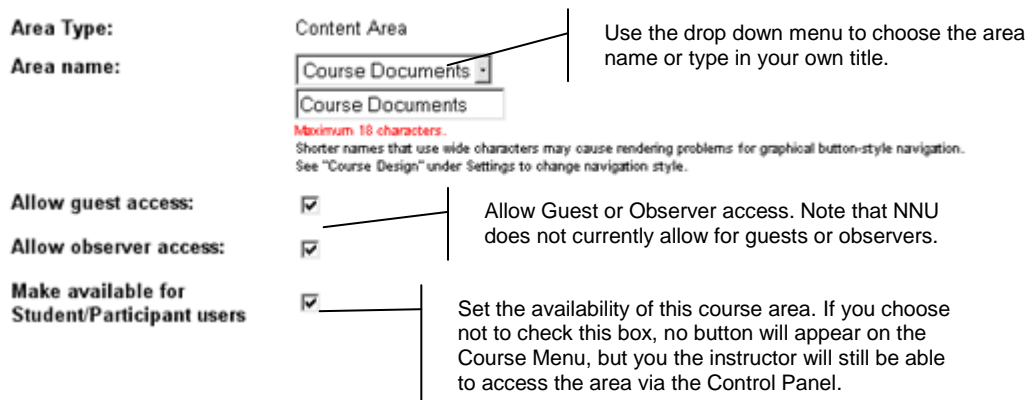 Area Type:
Content Area
Use the drop down menu to choose the area
name or type in your own title.
Area name:
Course Documents
Course Documents
Maximum 18 characters.
Shorter names that use wide characters may cause rendering problems for graphical button-style navigation.
See "Course Design" under Settings to change navigation style.
Allow guest access:
Allow observer access:
Allow Guest or Observer access. Note that NNU
does not currently allow for guests or observers.
Make available for
Student/Participant users
Set the availability of this course area. If you choose
not to check this box, no button will appear on the
Course Menu, but you the instructor will still be able
to access the area via the Control Panel.